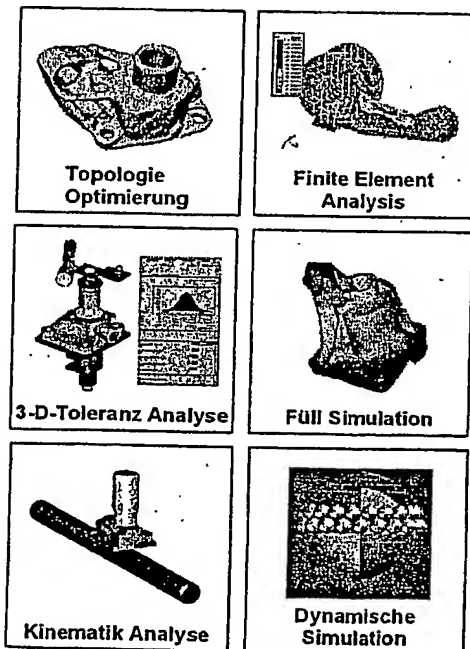 Topologie
Optimierung
Finite Element
Analysis
3-D-Toleranz Analyse
Füll Simulation
Kinematik Analyse
Dynamische
Simulation